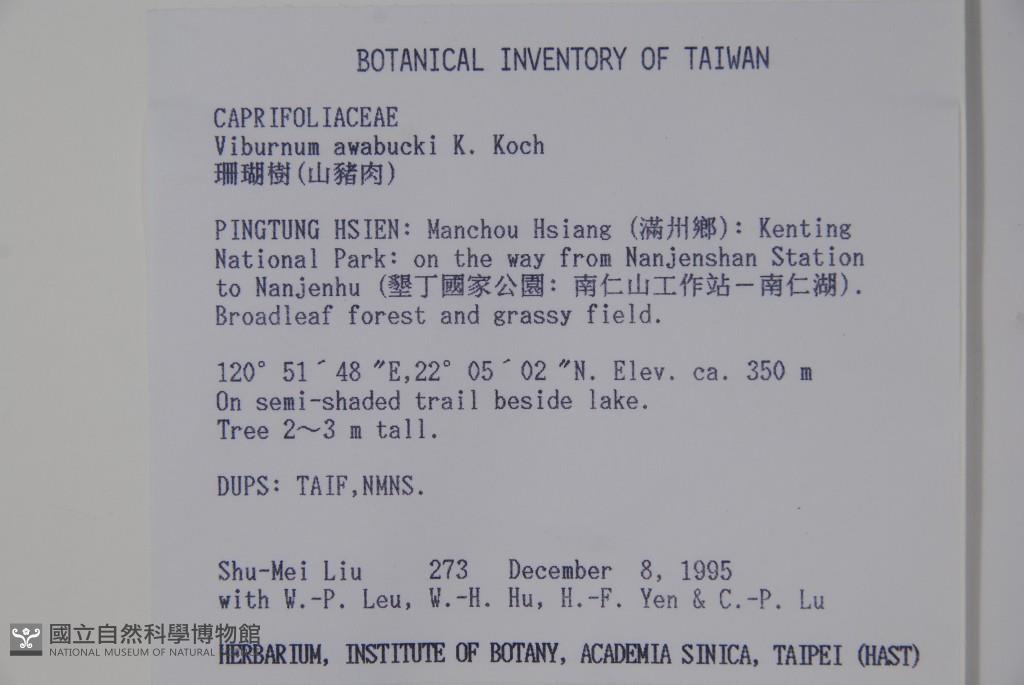 BOTANICAL INVENTORY OF TAIWAN
CAPRIFOLIACEAE
Viburnum awabucki K. Koch
珊瑚樹(山豬肉)
PINGTUNG HSIEN: Manchou Hsiang (滿州鄉): Kenting
National Park: on the way from Nanjenshan Station
to Nanjenhu (墾丁國家公園: 南仁山工作站－南仁湖).
Broadleaf forest and grassy field.
120° 51´48 ″E,22° 05´02 ″N. Elev. ca. 350 m
On semi-shaded trail beside lake.
Tree 2～3 m tall.
DUPS: TAIF,NMNS.
Shu-Mei Liu 273 December 8, 1995
with W.-P. Leu, W.-H. Hu, H.-F. Yen & C.-P. Lu
HERBARIUM, INSTITUTE OF BOTANY, ACADEMIA SINICA, TAIPEI (HAST)
國立自然科學博物館
NATIONAL MUSEUM OF NATURAL